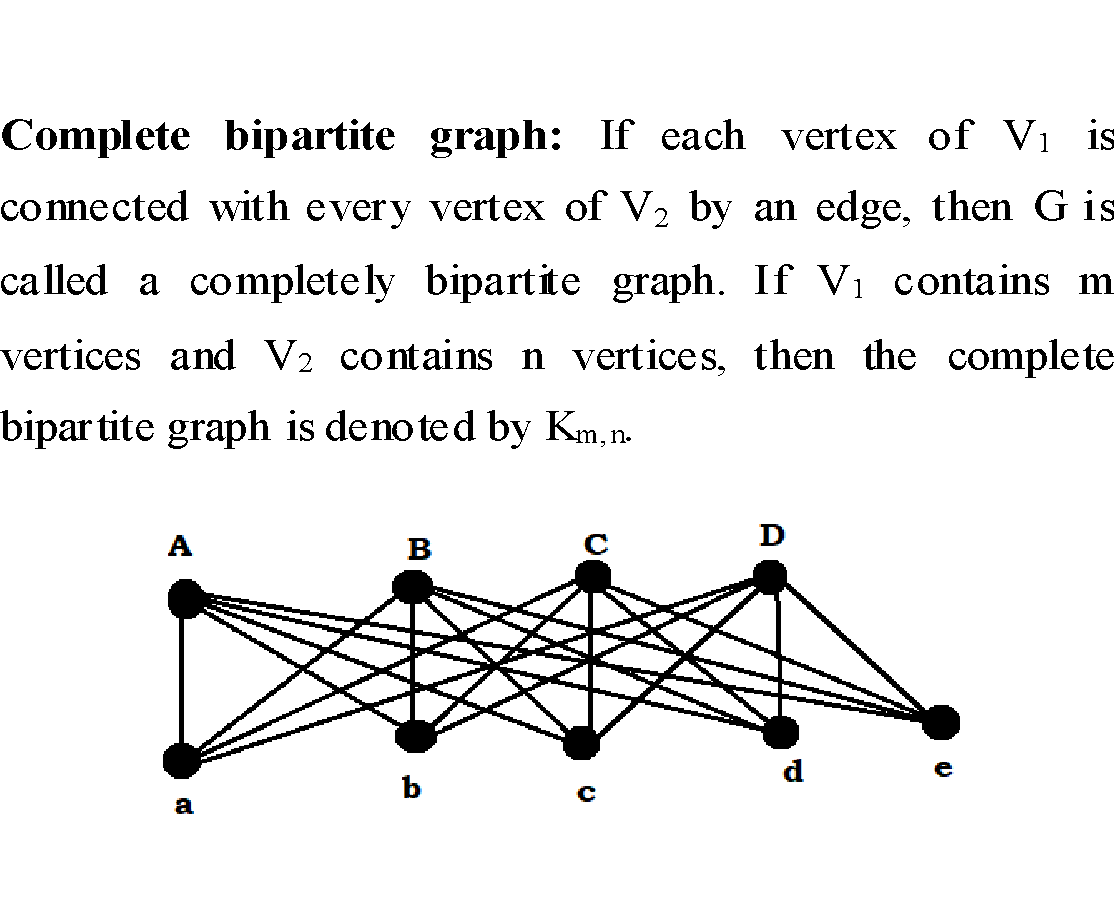 Complete bipartite graph: If each vertex of V₁ is
connected with every vertex of V₂ by an edge, then G is
called a completely bipartite graph. If V₁ contains m
vertices and V₂ contains n vertices, then the complete
bipartite graph is denoted by Kₘ,ₙ.
A B C D
a b c d e